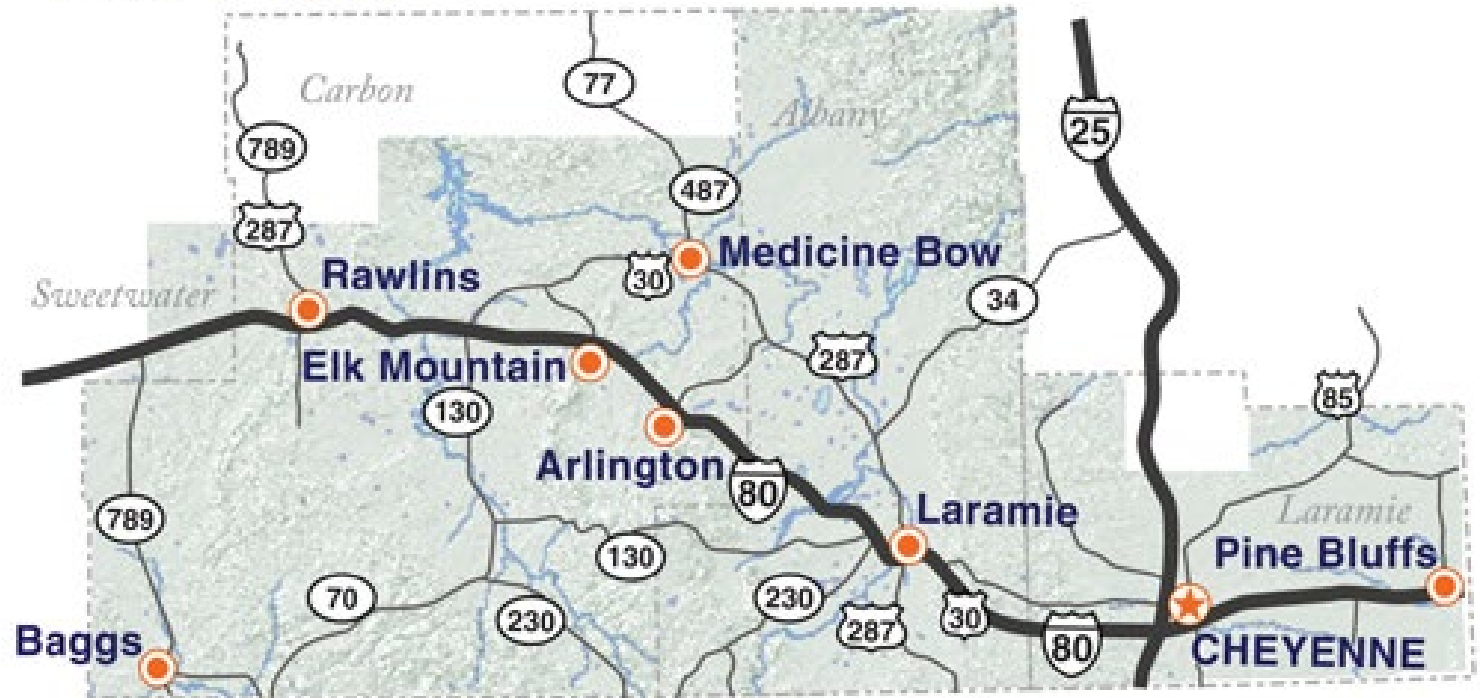 Carbon
77
Albany
25
789
487
287
Medicine Bow
Rawlins
30
Sweetwater
34
287
Elk Mountain
85
130
Arlington
80
789
Laramie
Laramie
130
Pine Bluffs
70
230
230
30
287
80
Baggs
CHEYENNE